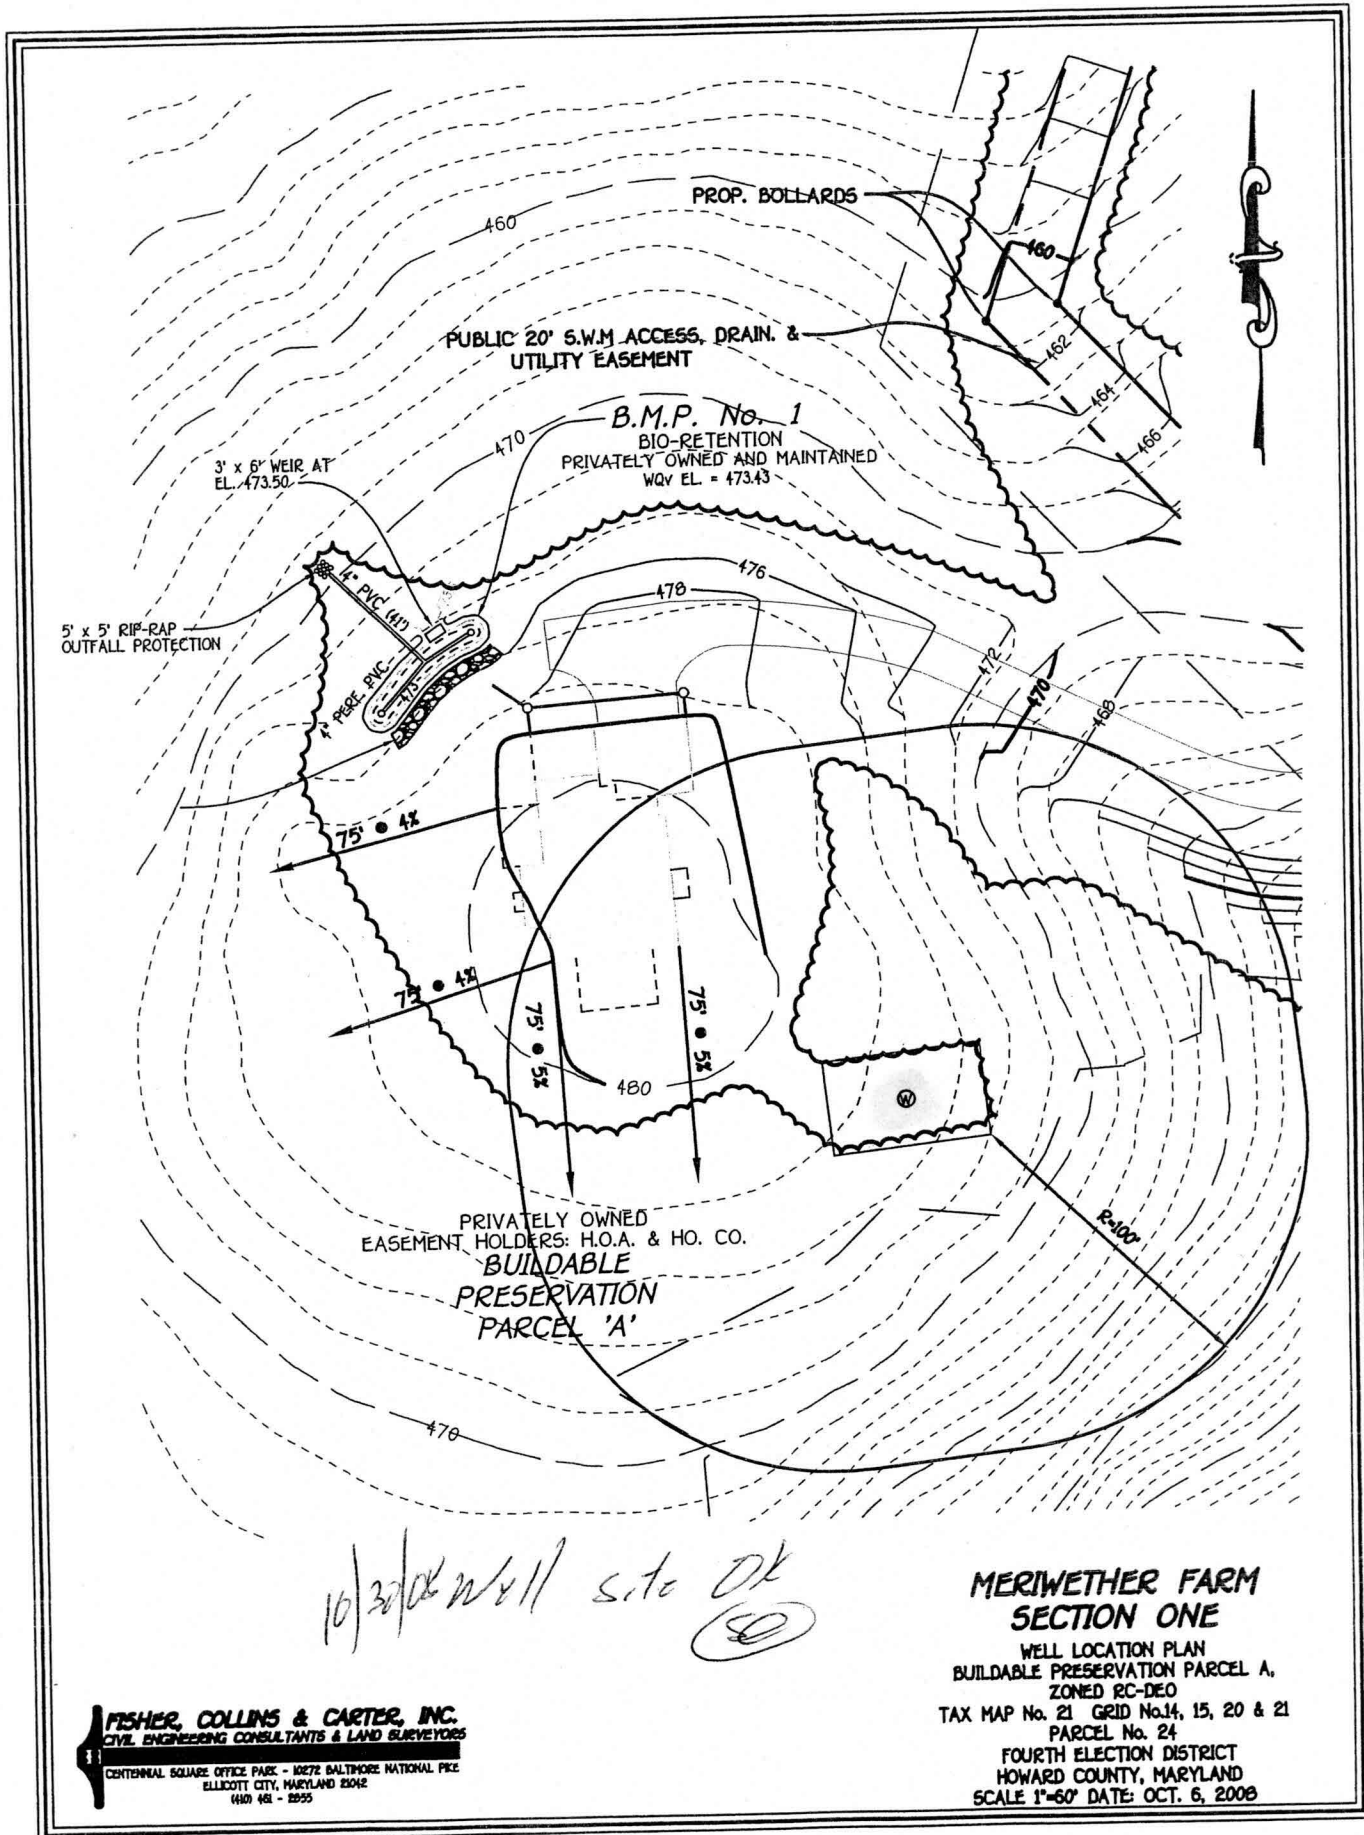 PROP. BOLLARDS
460
460
PUBLIC 20' S.W.M ACCESS, DRAIN. &
UTILITY EASEMENT
462
464
466
B.M.P. No. 1
BIO-RETENTION
PRIVATELY OWNED AND MAINTAINED
WQv EL. = 473.43
470
3' x 6' WEIR AT
EL. 473.50
476
478
4" PVC (41')
5' x 5' RIP-RAP
OUTFALL PROTECTION
4" PERF. PVC
473
472
470
468
75' @ 4%
75' @ 4%
75' @ 5%
75' @ 5%
480
W
R=100'
PRIVATELY OWNED
EASEMENT HOLDERS: H.O.A. & HO. CO.
BUILDABLE
PRESERVATION
PARCEL 'A'
470
10/30/08 Well site OK
MERIWETHER FARM
SECTION ONE
WELL LOCATION PLAN
BUILDABLE PRESERVATION PARCEL A,
ZONED RC-DEO
TAX MAP No. 21 GRID No.14, 15, 20 & 21
PARCEL No. 24
FOURTH ELECTION DISTRICT
HOWARD COUNTY, MARYLAND
SCALE 1"=60' DATE: OCT. 6, 2008
FISHER, COLLINS & CARTER, INC.
CIVIL ENGINEERING CONSULTANTS & LAND SURVEYORS
CENTENNIAL SQUARE OFFICE PARK - 10272 BALTIMORE NATIONAL PIKE
ELLICOTT CITY, MARYLAND 21042
(410) 461 - 2855